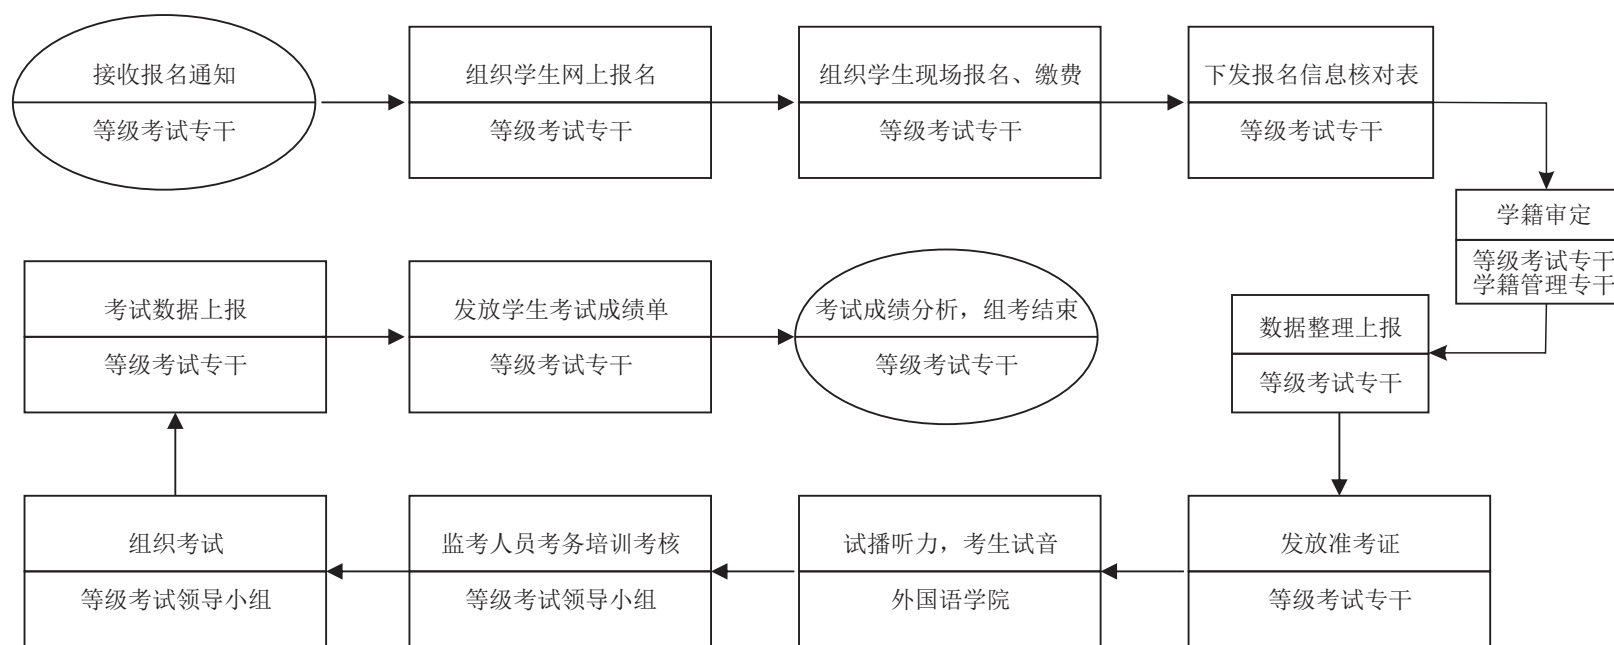 接收报名通知
等级考试专干
组织学生网上报名
等级考试专干
组织学生现场报名、缴费
等级考试专干
下发报名信息核对表
等级考试专干
学籍审定
等级考试专干
学籍管理专干
数据整理上报
等级考试专干
发放准考证
等级考试专干
试播听力，考生试音
外国语学院
监考人员考务培训考核
等级考试领导小组
组织考试
等级考试领导小组
考试数据上报
等级考试专干
发放学生考试成绩单
等级考试专干
考试成绩分析，组考结束
等级考试专干